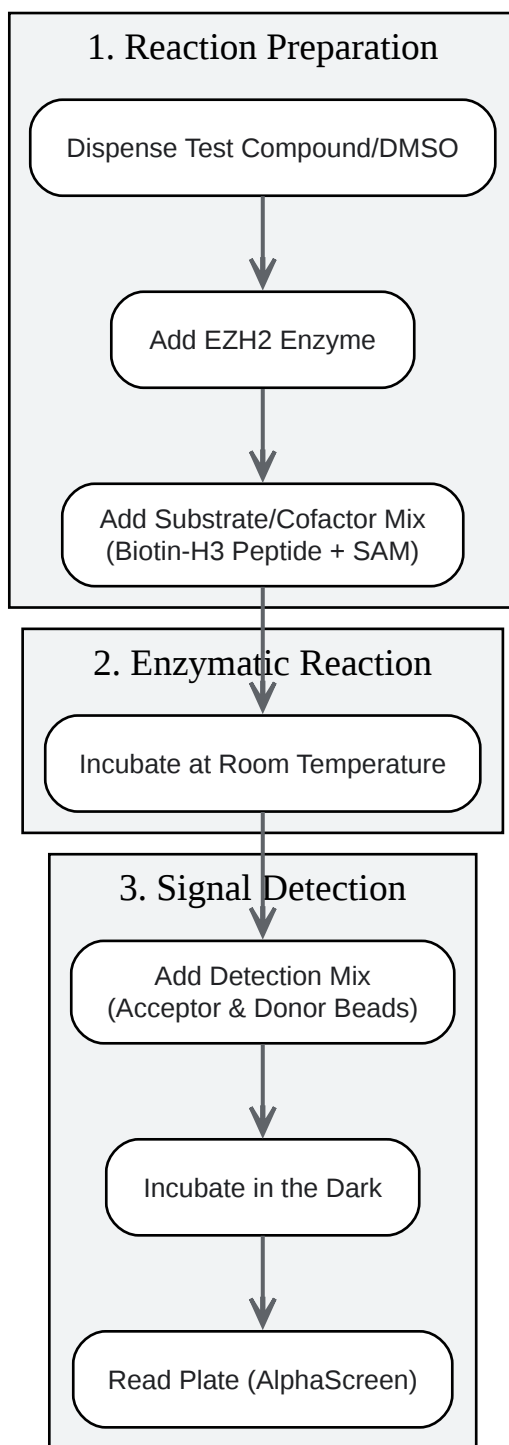 1. Reaction Preparation
Dispense Test Compound/DMSO
Add EZH2 Enzyme
Add Substrate/Cofactor Mix
(Biotin-H3 Peptide + SAM)
2. Enzymatic Reaction
Incubate at Room Temperature
3. Signal Detection
Add Detection Mix
(Acceptor & Donor Beads)
Incubate in the Dark
Read Plate (AlphaScreen)